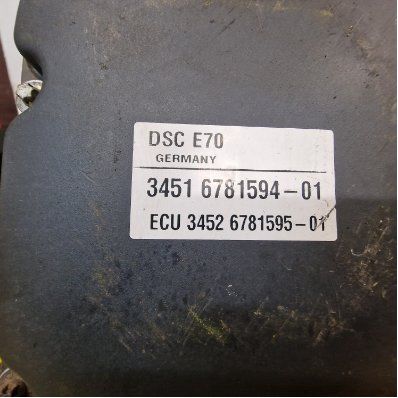 DSC E70
GERMANY
3451 6781594-01
ECU 3452 6781595-01